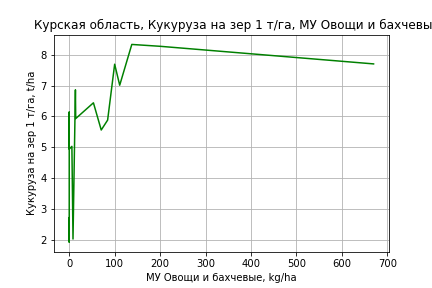 Курская область, Кукуруза на зер 1 т/га, МУ Овощи и бахчевы
Кукуруза на зер 1 т/га, t/ha
8
7
6
5
4
3
2
0 100 200 300 400 500 600 700
МУ Овощи и бахчевые, kg/ha